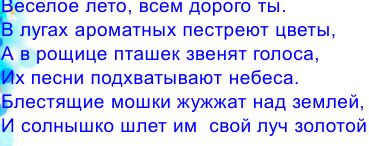 Веселое лето, всем дорого ты.
В лугах ароматных пестреют цветы,
А в рощице пташек звенят голоса,
Их песни подхватывают небеса.
Блестящие мошки жужжат над землей,
И солнышко шлет им свой луч золотой